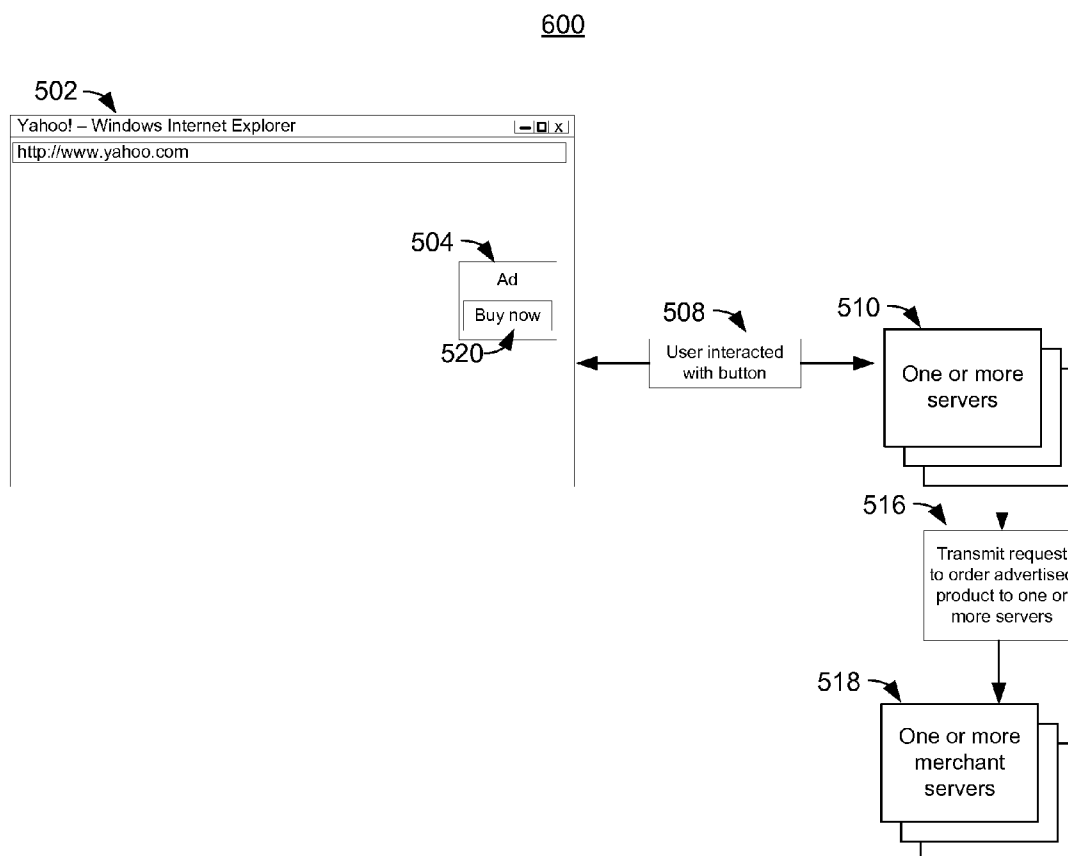 600
502
Yahoo! – Windows Internet Explorer
X
http://www.yahoo.com
504
Ad
Buy now
520
508
User interacted
with button
510
One or more
servers
516
Transmit request
to order advertised
product to one or
more servers
518
One or more
merchant
servers